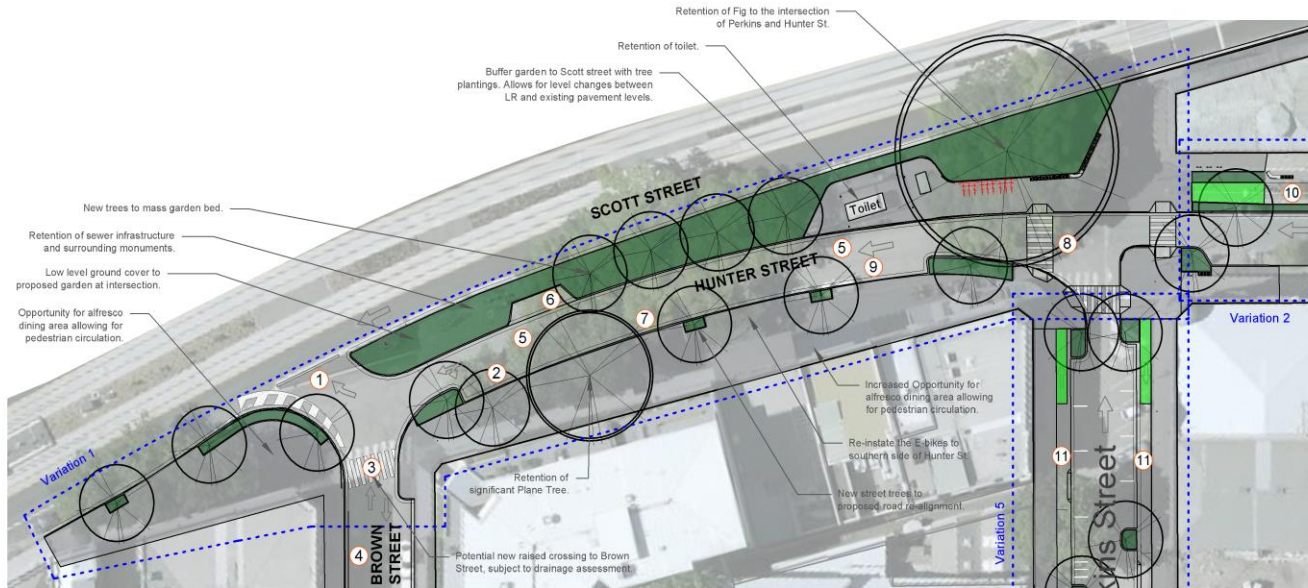 Retention of Fig to the intersection
of Perkins and Hunter St.
Retention of toilet.
Buffer garden to Scott street with tree
plantings. Allows for level changes between
LR and existing pavement levels.
New trees to mass garden bed.
Retention of sewer infrastructure
and surrounding monuments.
Low level ground cover to
proposed garden at intersection.
Opportunity for alfresco
dining area allowing for
pedestrian circulation.
SCOTT STREET
Toilet
HUNTER STREET
10
8
5
9
6
7
5
2
1
3
4
11
11
Variation 2
Variation 1
Variation 5
Increased Opportunity for
alfresco dining area allowing
for pedestrian circulation.
Re-instate the E-bikes to
southern side of Hunter St.
New street trees to
proposed road re-alignment.
Retention of
significant Plane Tree.
Potential new raised crossing to Brown
Street, subject to drainage assessment.
BROWN
STREET
Street